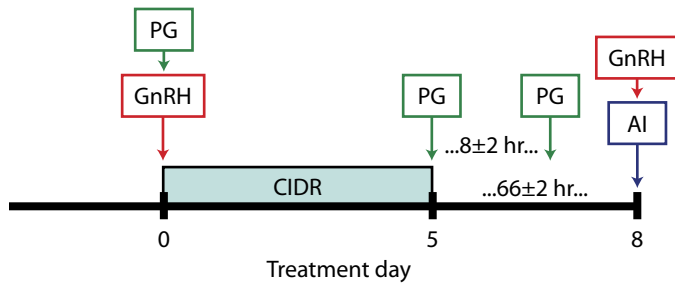 PG
GnRH
GnRH
PG
PG
AI
...8±2 hr...
CIDR
...66±2 hr...
0
5
8
Treatment day